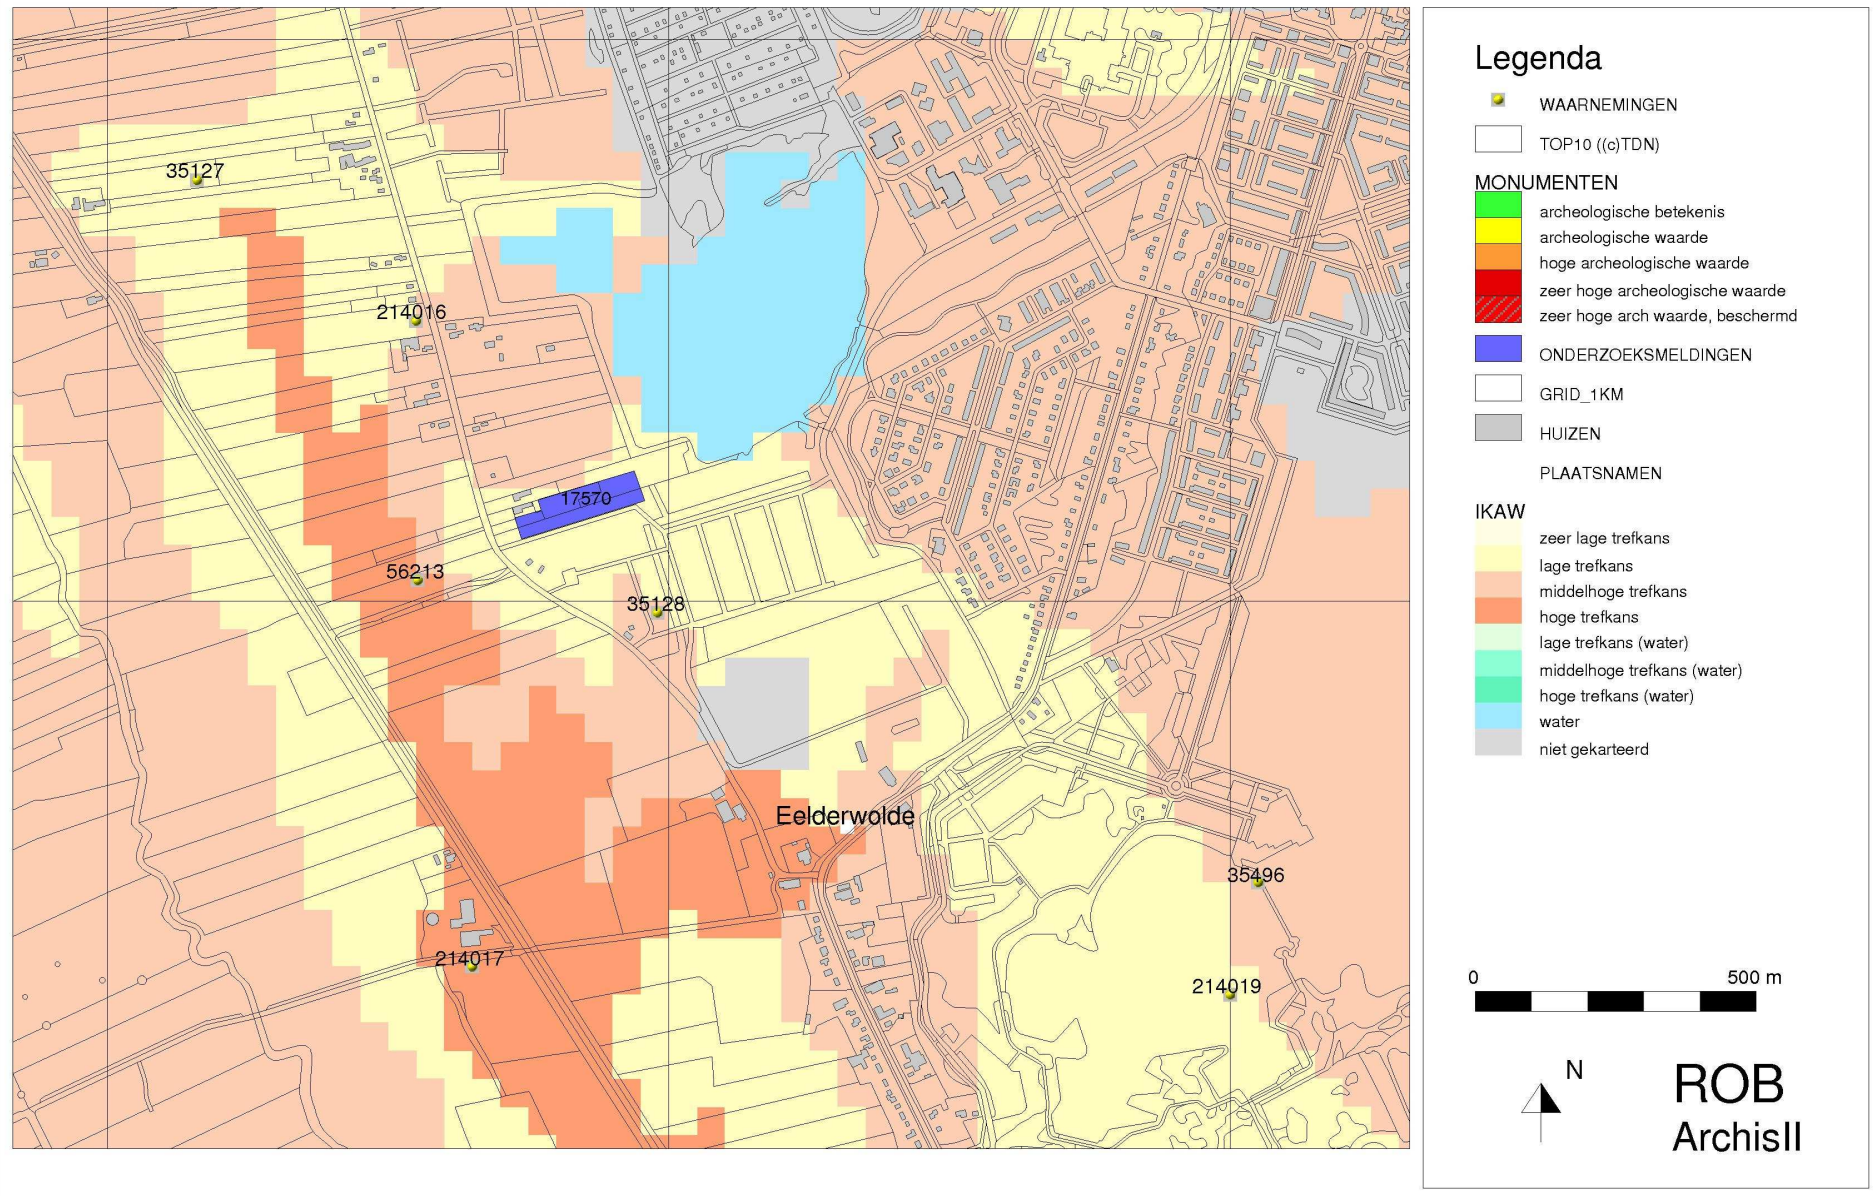 35127
214016
17570
56213
35128
Eelderwolde
35496
214017
214019
Legenda
WAARNEMINGEN
TOP10 ((c)TDN)
MONUMENTEN
archeologische betekenis
archeologische waarde
hoge archeologische waarde
zeer hoge archeologische waarde
zeer hoge arch waarde, beschermd
ONDERZOEKSMELDINGEN
GRID_1KM
HUIZEN
PLAATSNAMEN
IKAW
zeer lage trefkans
lage trefkans
middelhoge trefkans
hoge trefkans
lage trefkans (water)
middelhoge trefkans (water)
hoge trefkans (water)
water
niet gekarteerd
0 500 m
N
ROB
ArchisII